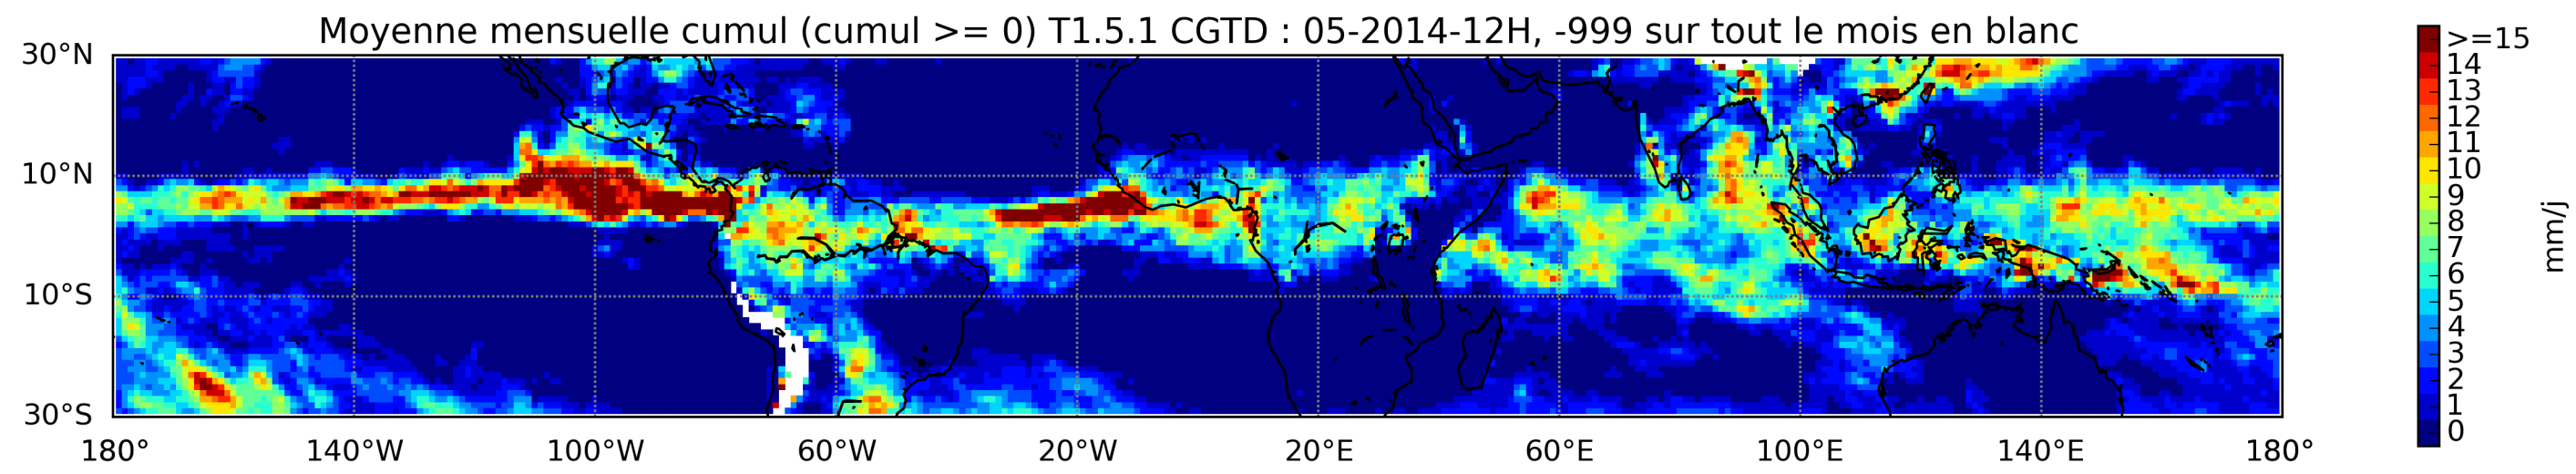 Moyenne mensuelle cumul (cumul >= 0) T1.5.1 CGTD : 05-2014-12H, -999 sur tout le mois en blanc
30°N
10°N
10°S
30°S
180° 140°W 100°W 60°W 20°W 20°E 60°E 100°E 140°E 180°
>=15
14
13
12
11
10
9
8
7
6
5
4
3
2
1
0
mm/j